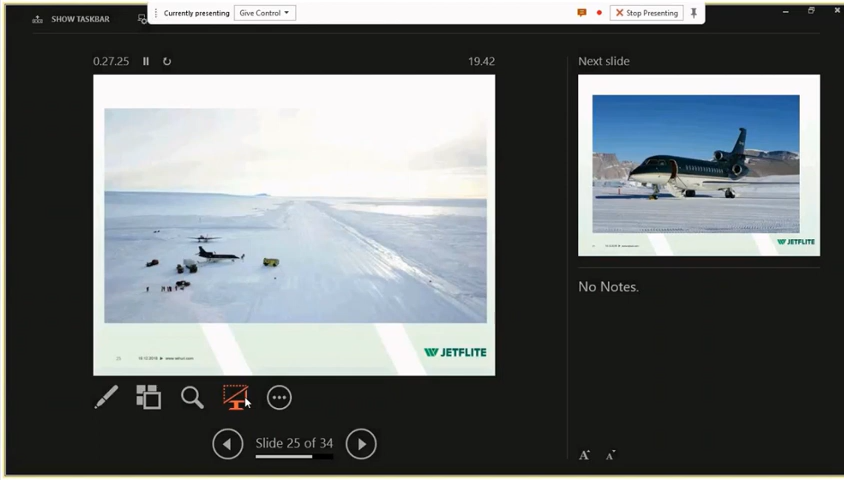 SHOW TASKBAR
Currently presenting
Give Control
Stop Presenting
0.27.25
19.42
Next slide
JETFLITE
No Notes.
25
JETFLITE
Slide 25 of 34
A A